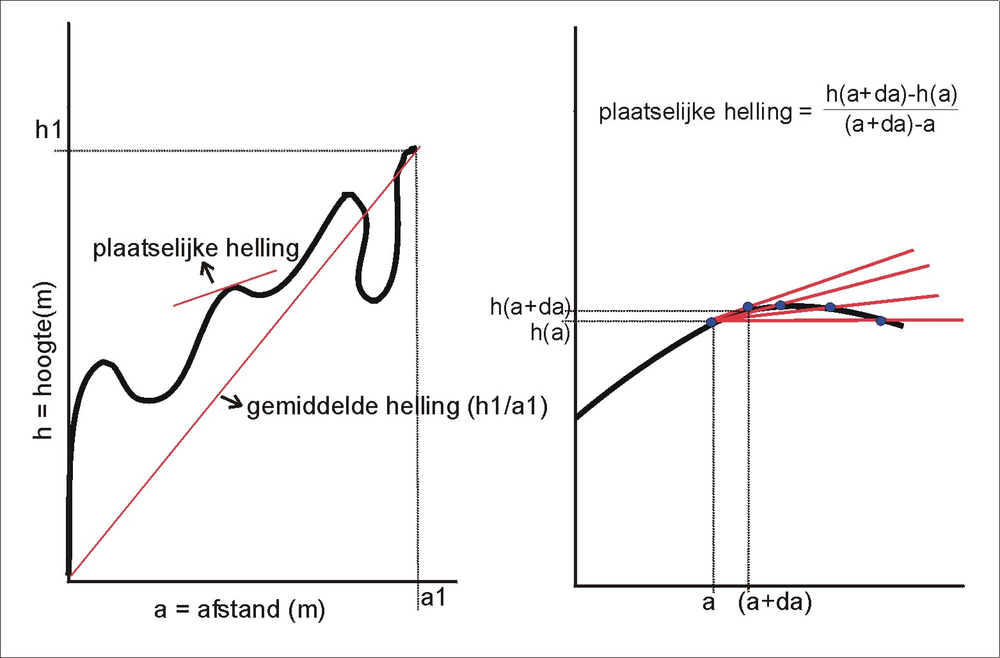 h1
plaatselijke helling
h = hoogte(m)
gemiddelde helling (h1/a1)
a = afstand (m)
a1
plaatselijke helling = h(a+da)-h(a)
(a+da)-a
h(a+da)
h(a)
a
(a+da)